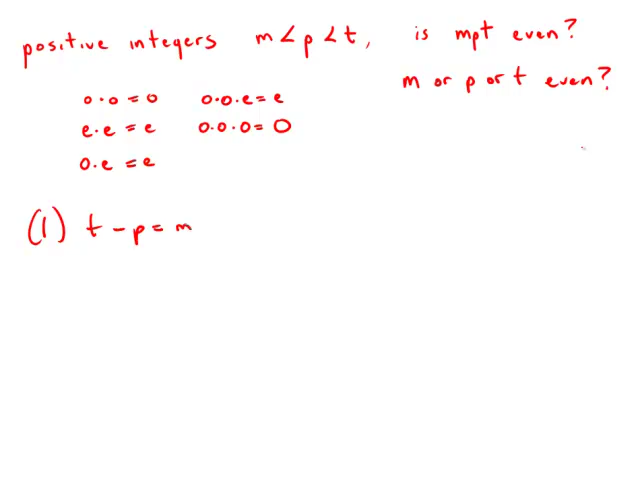 positive integers m < p < t, is mpt even?
m or p or t even?
o·o = o o·o·e = e
e·e = e o·o·o = O
o·e = e
(1) t - p = m